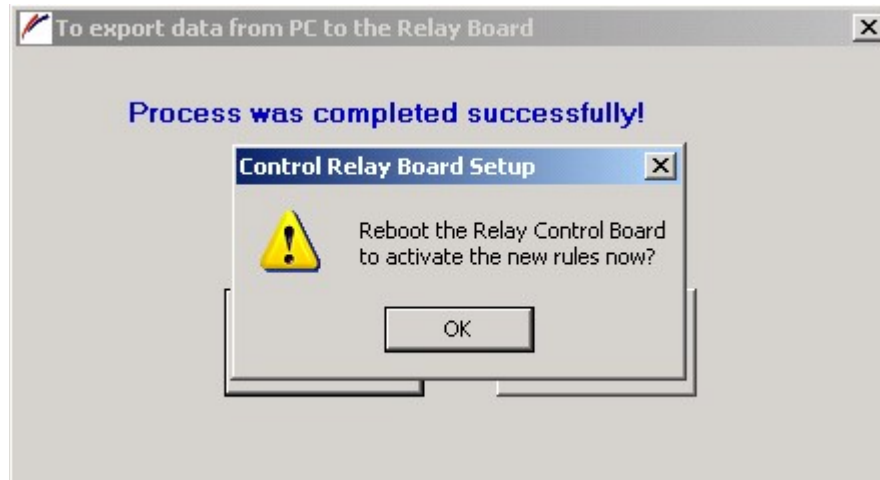 To export data from PC to the Relay Board
Process was completed successfully!
Control Relay Board Setup
Reboot the Relay Control Board
to activate the new rules now?
OK